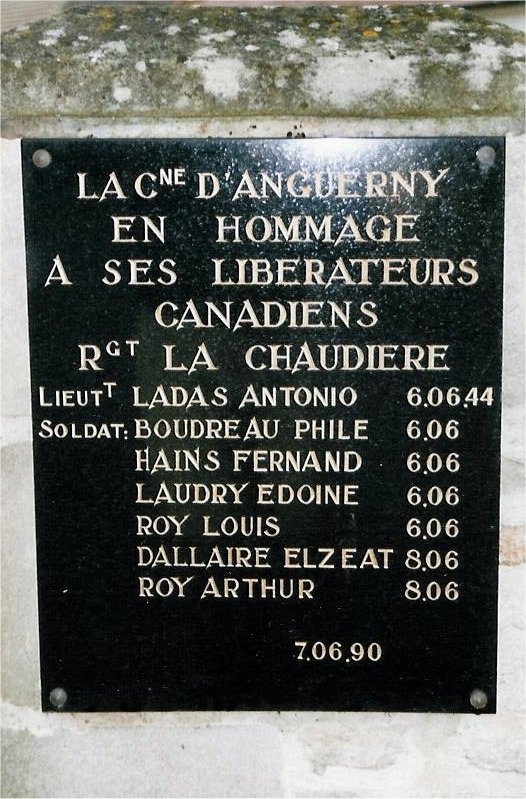 LA CNE D'ANGUERNY
EN HOMMAGE
A SES LIBERATEURS
CANADIENS
RGT LA CHAUDIERE
LIEUTT LADAS ANTONIO 6.06.44
SOLDAT: BOUDREAU PHILE 6.06
HAINS FERNAND 6.06
LAUDRY EDOINE 6.06
ROY LOUIS 6.06
DALLAIRE ELZEAT 8.06
ROY ARTHUR 8.06
7.06.90